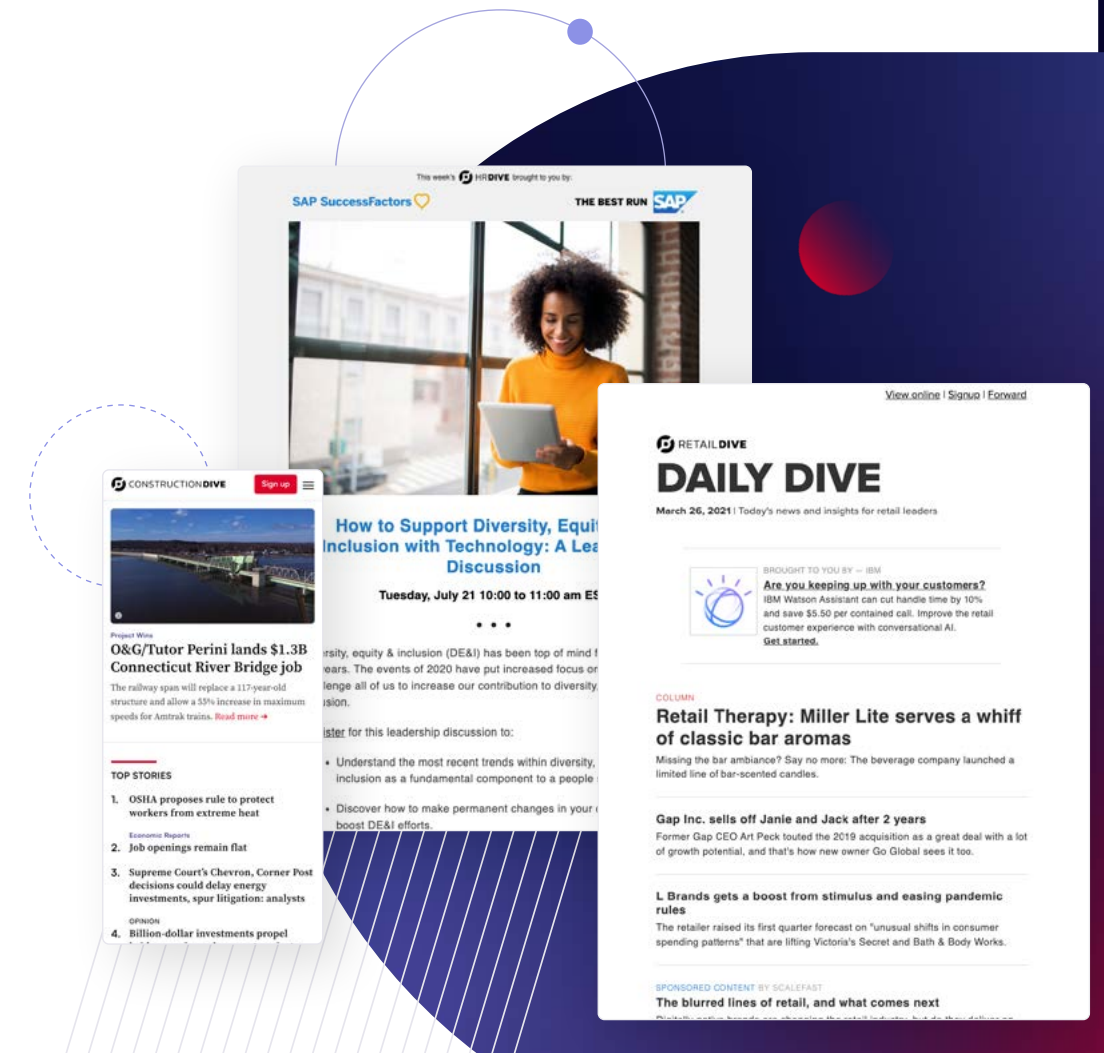 This week's HRDIVE brought to you by:
SAP SuccessFactors
THE BEST RUN SAP
How to Support Diversity, Equit
Inclusion with Technology: A Lea
Discussion
Tuesday, July 21 10:00 to 11:00 am ES
• • •
rsity, equity & inclusion (DE&I) has been top of mind f
ears. The events of 2020 have put increased focus or
lenge all of us to increase our contribution to diversity,
usion.
ister for this leadership discussion to:
• Understand the most recent trends within diversity,
inclusion as a fundamental component to a people
• Discover how to make permanent changes in your
boost DE&I efforts.
CONSTRUCTIONDIVE
Sign up
Project Wins
O&G/Tutor Perini lands $1.3B
Connecticut River Bridge job
The railway span will replace a 117-year-old
structure and allow a 55% increase in maximum
speeds for Amtrak trains. Read more →
TOP STORIES
1. OSHA proposes rule to protect
workers from extreme heat
Economic Reports
2. Job openings remain flat
3. Supreme Court's Chevron, Corner Post
decisions could delay energy
investments, spur litigation: analysts
OPINION
4. Billion-dollar investments propel
View online | Signup | Forward
RETAILDIVE
DAILY DIVE
March 26, 2021 | Today's news and insights for retail leaders
BROUGHT TO YOU BY — IBM
Are you keeping up with your customers?
IBM Watson Assistant can cut handle time by 10%
and save $5.50 per contained call. Improve the retail
customer experience with conversational AI.
Get started.
COLUMN
Retail Therapy: Miller Lite serves a whiff
of classic bar aromas
Missing the bar ambiance? Say no more: The beverage company launched a
limited line of bar-scented candles.
Gap Inc. sells off Janie and Jack after 2 years
Former Gap CEO Art Peck touted the 2019 acquisition as a great deal with a lot
of growth potential, and that's how new owner Go Global sees it too.
L Brands gets a boost from stimulus and easing pandemic
rules
The retailer raised its first quarter forecast on "unusual shifts in consumer
spending patterns" that are lifting Victoria's Secret and Bath & Body Works.
SPONSORED CONTENT BY SCALEFAST
The blurred lines of retail, and what comes next